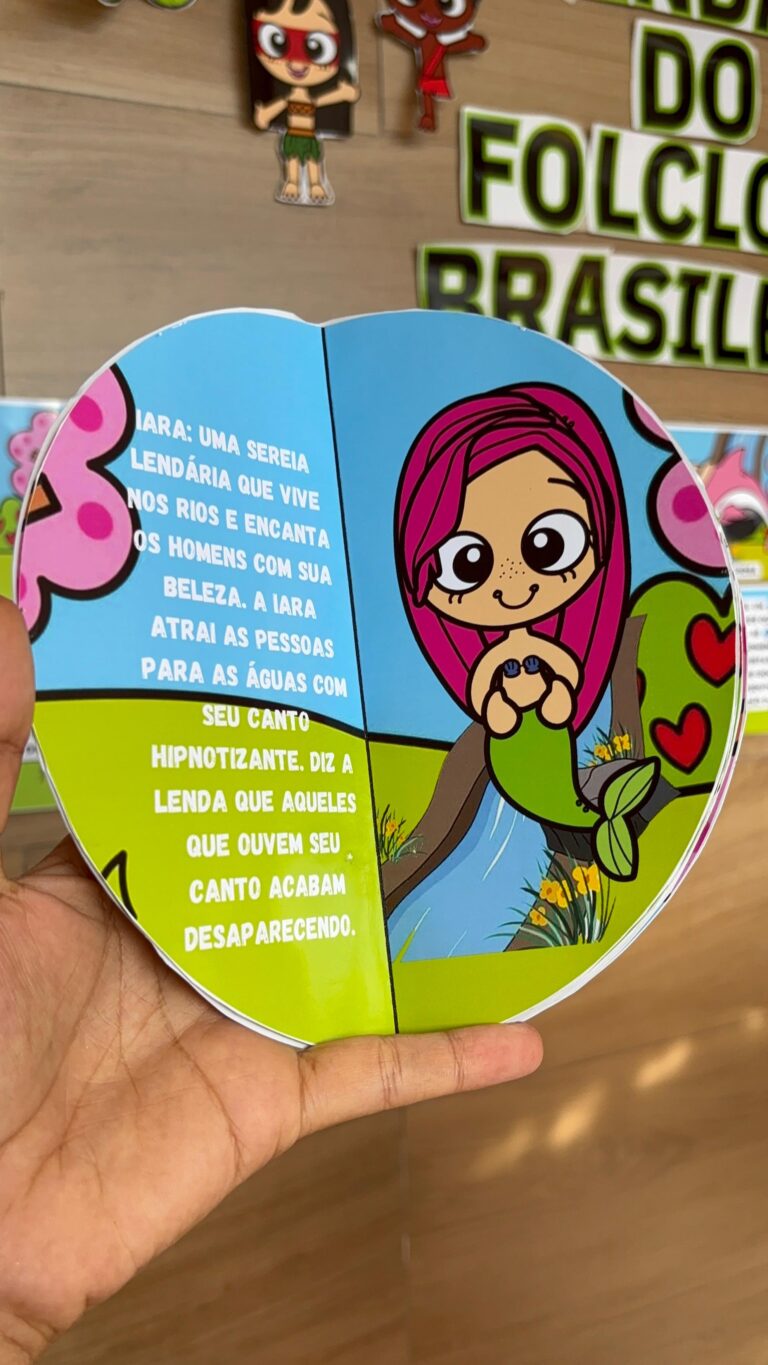 DO
FOLCLO
BRASILE
IARA: UMA SEREIA
LENDÁRIA QUE VIVE
NOS RIOS E ENCANTA
OS HOMENS COM SUA
BELEZA. A IARA
ATRAI AS PESSOAS
PARA AS ÁGUAS COM
SEU CANTO
HIPNOTIZANTE. DIZ A
LENDA QUE AQUELES
QUE OUVEM SEU
CANTO ACABAM
DESAPARECENDO.